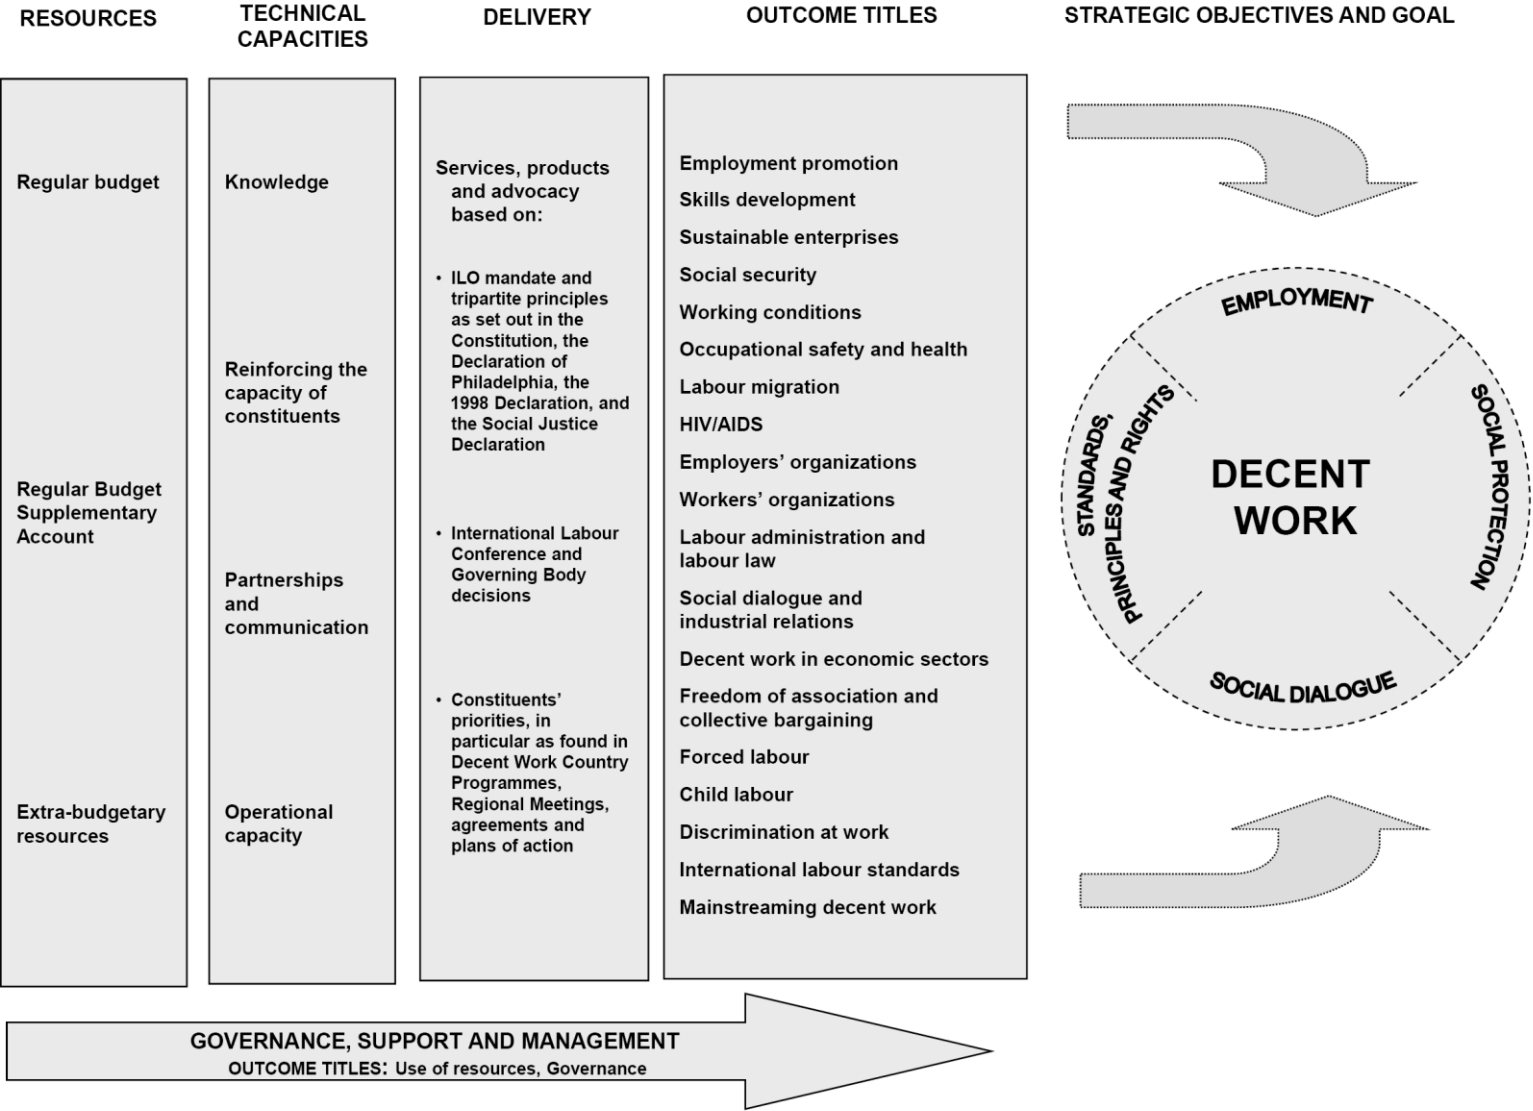 RESOURCES
TECHNICAL
CAPACITIES
DELIVERY
OUTCOME TITLES
STRATEGIC OBJECTIVES AND GOAL
Regular budget
Regular Budget
Supplementary
Account
Extra-budgetary
resources
Knowledge
Reinforcing the
capacity of
constituents
Partnerships
and
communication
Operational
capacity
Services, products
and advocacy
based on:
• ILO mandate and
tripartite principles
as set out in the
Constitution, the
Declaration of
Philadelphia, the
1998 Declaration, and
the Social Justice
Declaration
• International Labour
Conference and
Governing Body
decisions
• Constituents’
priorities, in
particular as found in
Decent Work Country
Programmes,
Regional Meetings,
agreements and
plans of action
Employment promotion
Skills development
Sustainable enterprises
Social security
Working conditions
Occupational safety and health
Labour migration
HIV/AIDS
Employers’ organizations
Workers’ organizations
Labour administration and
labour law
Social dialogue and
industrial relations
Decent work in economic sectors
Freedom of association and
collective bargaining
Forced labour
Child labour
Discrimination at work
International labour standards
Mainstreaming decent work
EMPLOYMENT
SOCIAL PROTECTION
SOCIAL DIALOGUE
STANDARDS,
PRINCIPLES AND RIGHTS
DECENT
WORK
GOVERNANCE, SUPPORT AND MANAGEMENT
OUTCOME TITLES: Use of resources, Governance